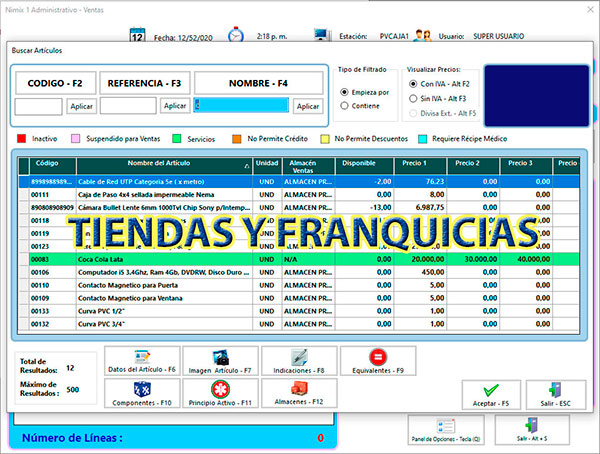 Nimix 1 Administrativo - Ventas
Fecha: 12/52/020
2:18 p. m.
Estación: PVCAJA1
Usuario: SUPER USUARIO
Buscar Artículos
CODIGO - F2
REFERENCIA - F3
NOMBRE - F4
Aplicar
Aplicar
Aplicar
Tipo de Filtrado
Empieza por
Contiene
Visualizar Precios:
Con IVA - Alt F2
Sin IVA - Alt F3
Divisa Ext. - Alt F5
Inactivo
Suspendido para Ventas
Servicios
No Permite Crédito
No Permite Descuentos
Requiere Récipe Médico
Código Nombre del Artículo Unidad Almacén Ventas Disponible Precio 1 Precio 2 Precio 3 Precio
8998988989... Cable de Red UTP Categoria 5e ( x metro) UND ALMACEN PR... -2,00 76,23 0,00 0,00
00111 Caja de Paso 4x4 sellada impermeable Nema UND ALMACEN PR... 0,00 8,00 0,00 0,00
890808908909 Cámara Bullet Lente 6mm 1000Tvl Chip Sony p/Intemp... UND ALMACEN PR... -13,00 6.987,75 0,00 0,00
00118
TIENDAS Y FRANQUICIAS
00119
00123
00083 Coca Cola Lata UND N/A 0,00 20.000,00 30.000,00 40.000,00
00106 Computador i5 3.4Ghz, Ram 4Gb, DVDRW, Disco Duro ... UND ALMACEN PR... 0,00 450,00 0,00 0,00
00110 Contacto Magnetico para Puerta UND ALMACEN PR... 0,00 5,00 0,00 0,00
00109 Contacto Magnetico para Ventana UND ALMACEN PR... 0,00 5,00 0,00 0,00
00133 Curva PVC 1/2" UND ALMACEN PR... 0,00 1,00 0,00 0,00
00132 Curva PVC 3/4" UND ALMACEN PR... 0,00 1,00 0,00 0,00
Total de Resultados: 12
Máximo de Resultados : 500
Datos del Artículo - F6
Imagen Artículo - F7
Indicaciones - F8
Equivalentes - F9
Componentes - F10
Principio Activo - F11
Almacenes - F12
Aceptar - F5
Salir - ESC
Número de Líneas : 0
Panel de Opciones - Tecla (Q)
Salir - Alt + S